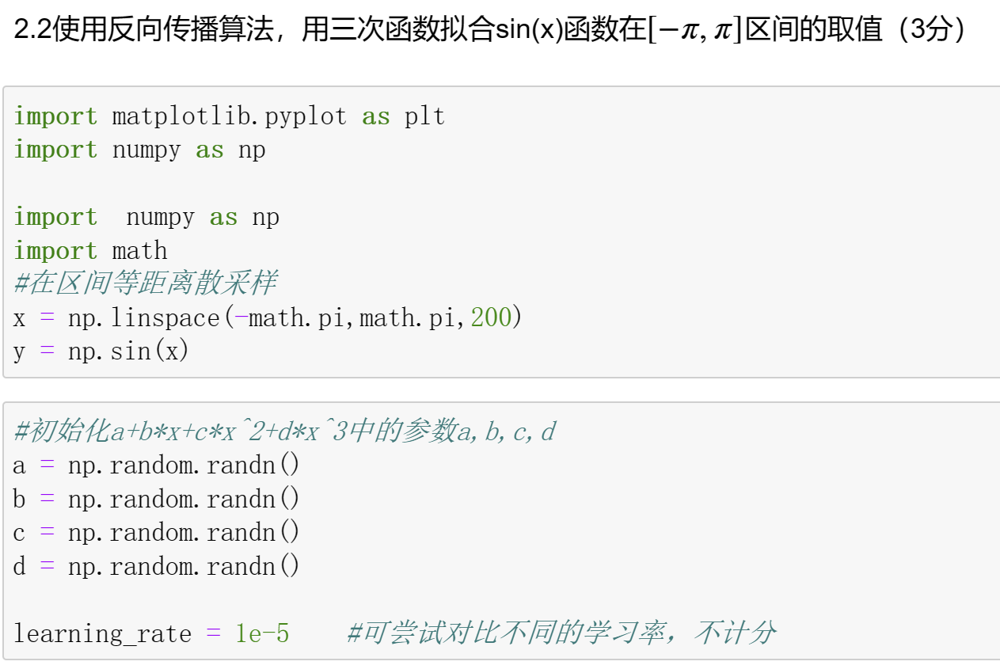 2.2使用反向传播算法，用三次函数拟合sin(x)函数在[−π, π]区间的取值（3分）
import matplotlib.pyplot as plt
import numpy as np
import  numpy as np
import math
#在区间等距离散采样
x = np.linspace(-math.pi,math.pi,200)
y = np.sin(x)
#初始化a+b*x+c*x^2+d*x^3中的参数a,b,c,d
a = np.random.randn()
b = np.random.randn()
c = np.random.randn()
d = np.random.randn()
learning_rate = 1e-5    #可尝试对比不同的学习率，不计分